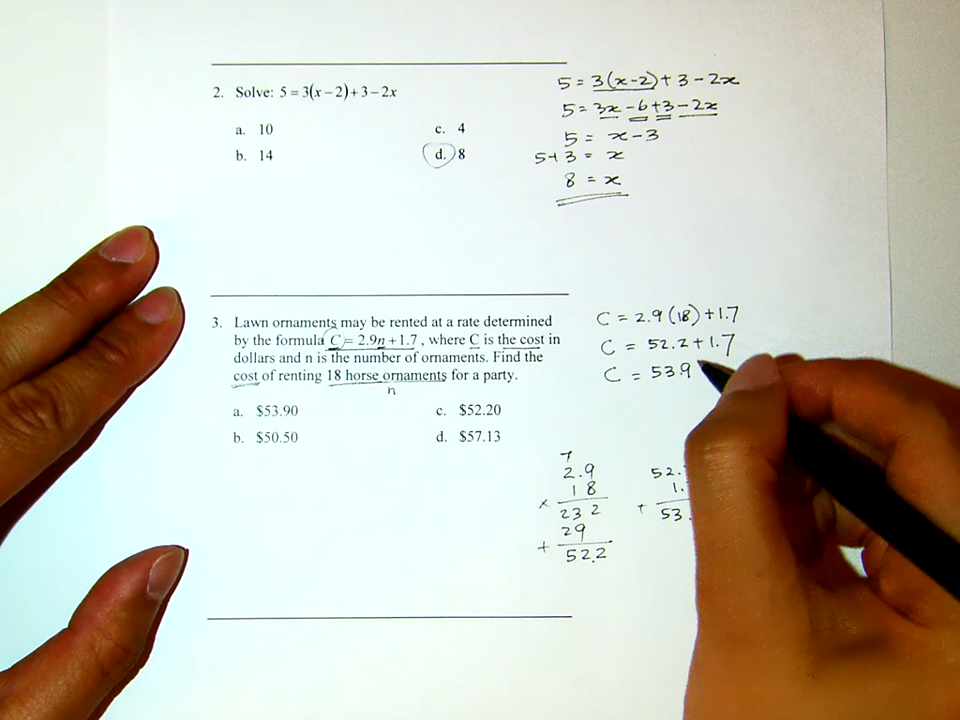 2. Solve: 5 = 3(x − 2) + 3 − 2x
a. 10
c. 4
b. 14
d. 8
5 = 3(x-2) + 3 - 2x
5 = 3x - 6 + 3 - 2x
5 = x - 3
5+3 = x
8 = x
3. Lawn ornaments may be rented at a rate determined
by the formula C = 2.9n + 1.7 , where C is the cost in
dollars and n is the number of ornaments. Find the
cost of renting 18 horse ornaments for a party.
n
a. $53.90
c. $52.20
b. $50.50
d. $57.13
C = 2.9(18) + 1.7
C = 52.2 + 1.7
C = 53.9
7
2.9
× 18
232
+ 29
52.2
52.
+ 1.
53